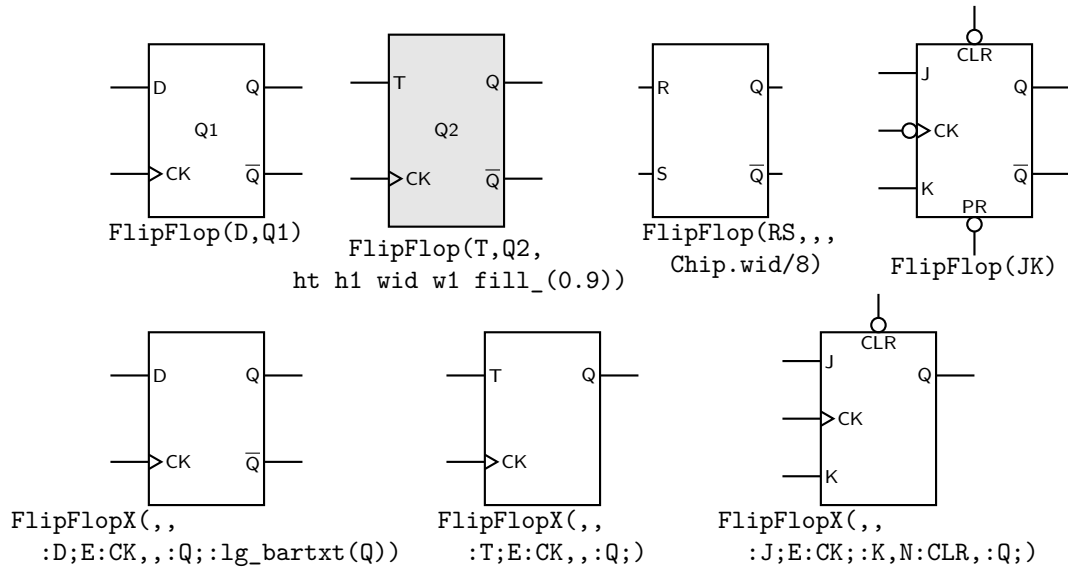 D Q
Q1
CK Q̅
FlipFlop(D,Q1)
T Q
Q2
CK Q̅
FlipFlop(T,Q2,
ht h1 wid w1 fill_(0.9))
R Q
S Q̅
FlipFlop(RS,,,
Chip.wid/8)
CLR
J Q
CK
K Q̅
PR
FlipFlop(JK)
D Q
CK Q̅
FlipFlopX(,,
:D;E:CK,,:Q;:lg_bartxt(Q))
T Q
CK
FlipFlopX(,,
:T;E:CK,,:Q;)
CLR
J Q
CK
K
FlipFlopX(,,
:J;E:CK;:K,N:CLR,:Q;)